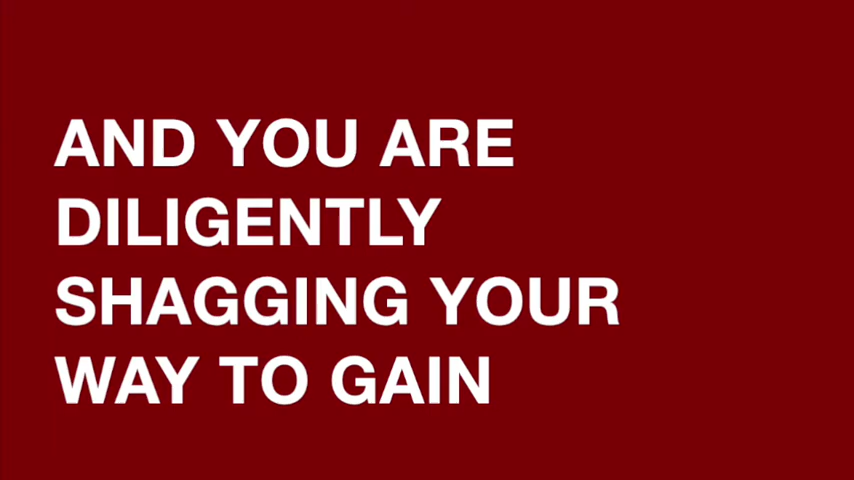 AND YOU ARE
DILIGENTLY
SHAGGING YOUR
WAY TO GAIN